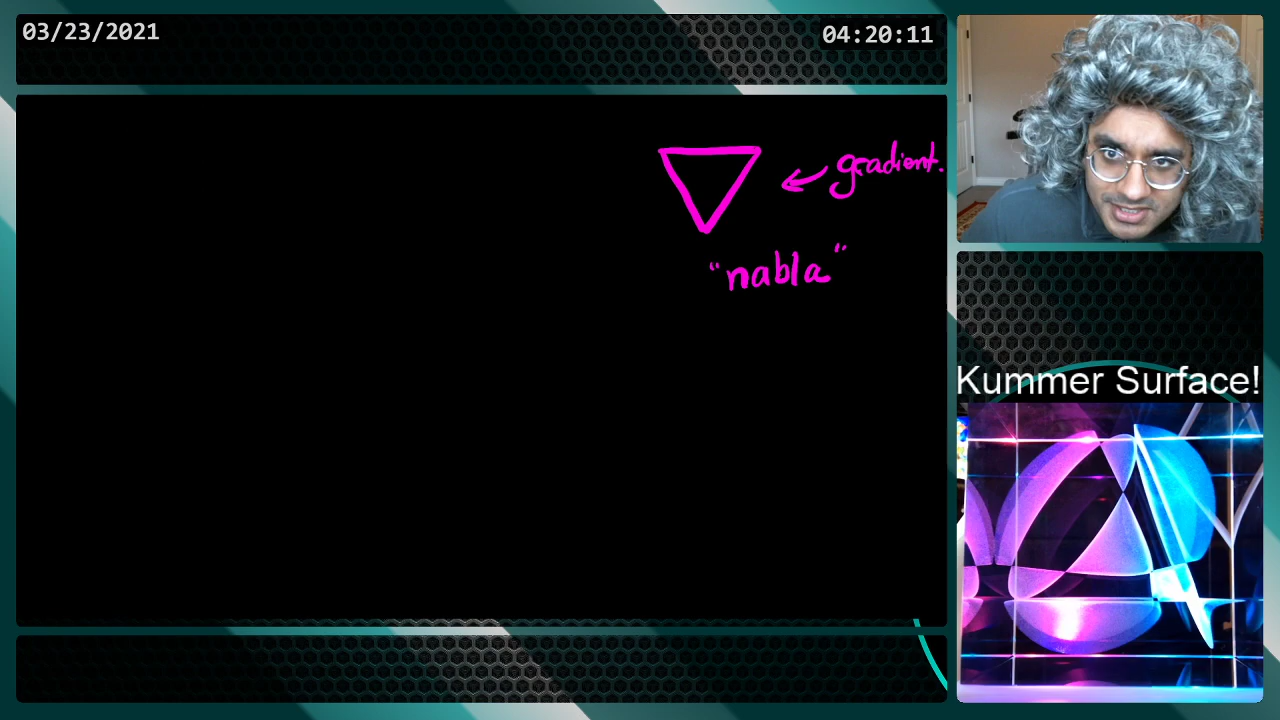 03/23/2021
04:20:11
gradient.
"nabla"
Kummer Surface!